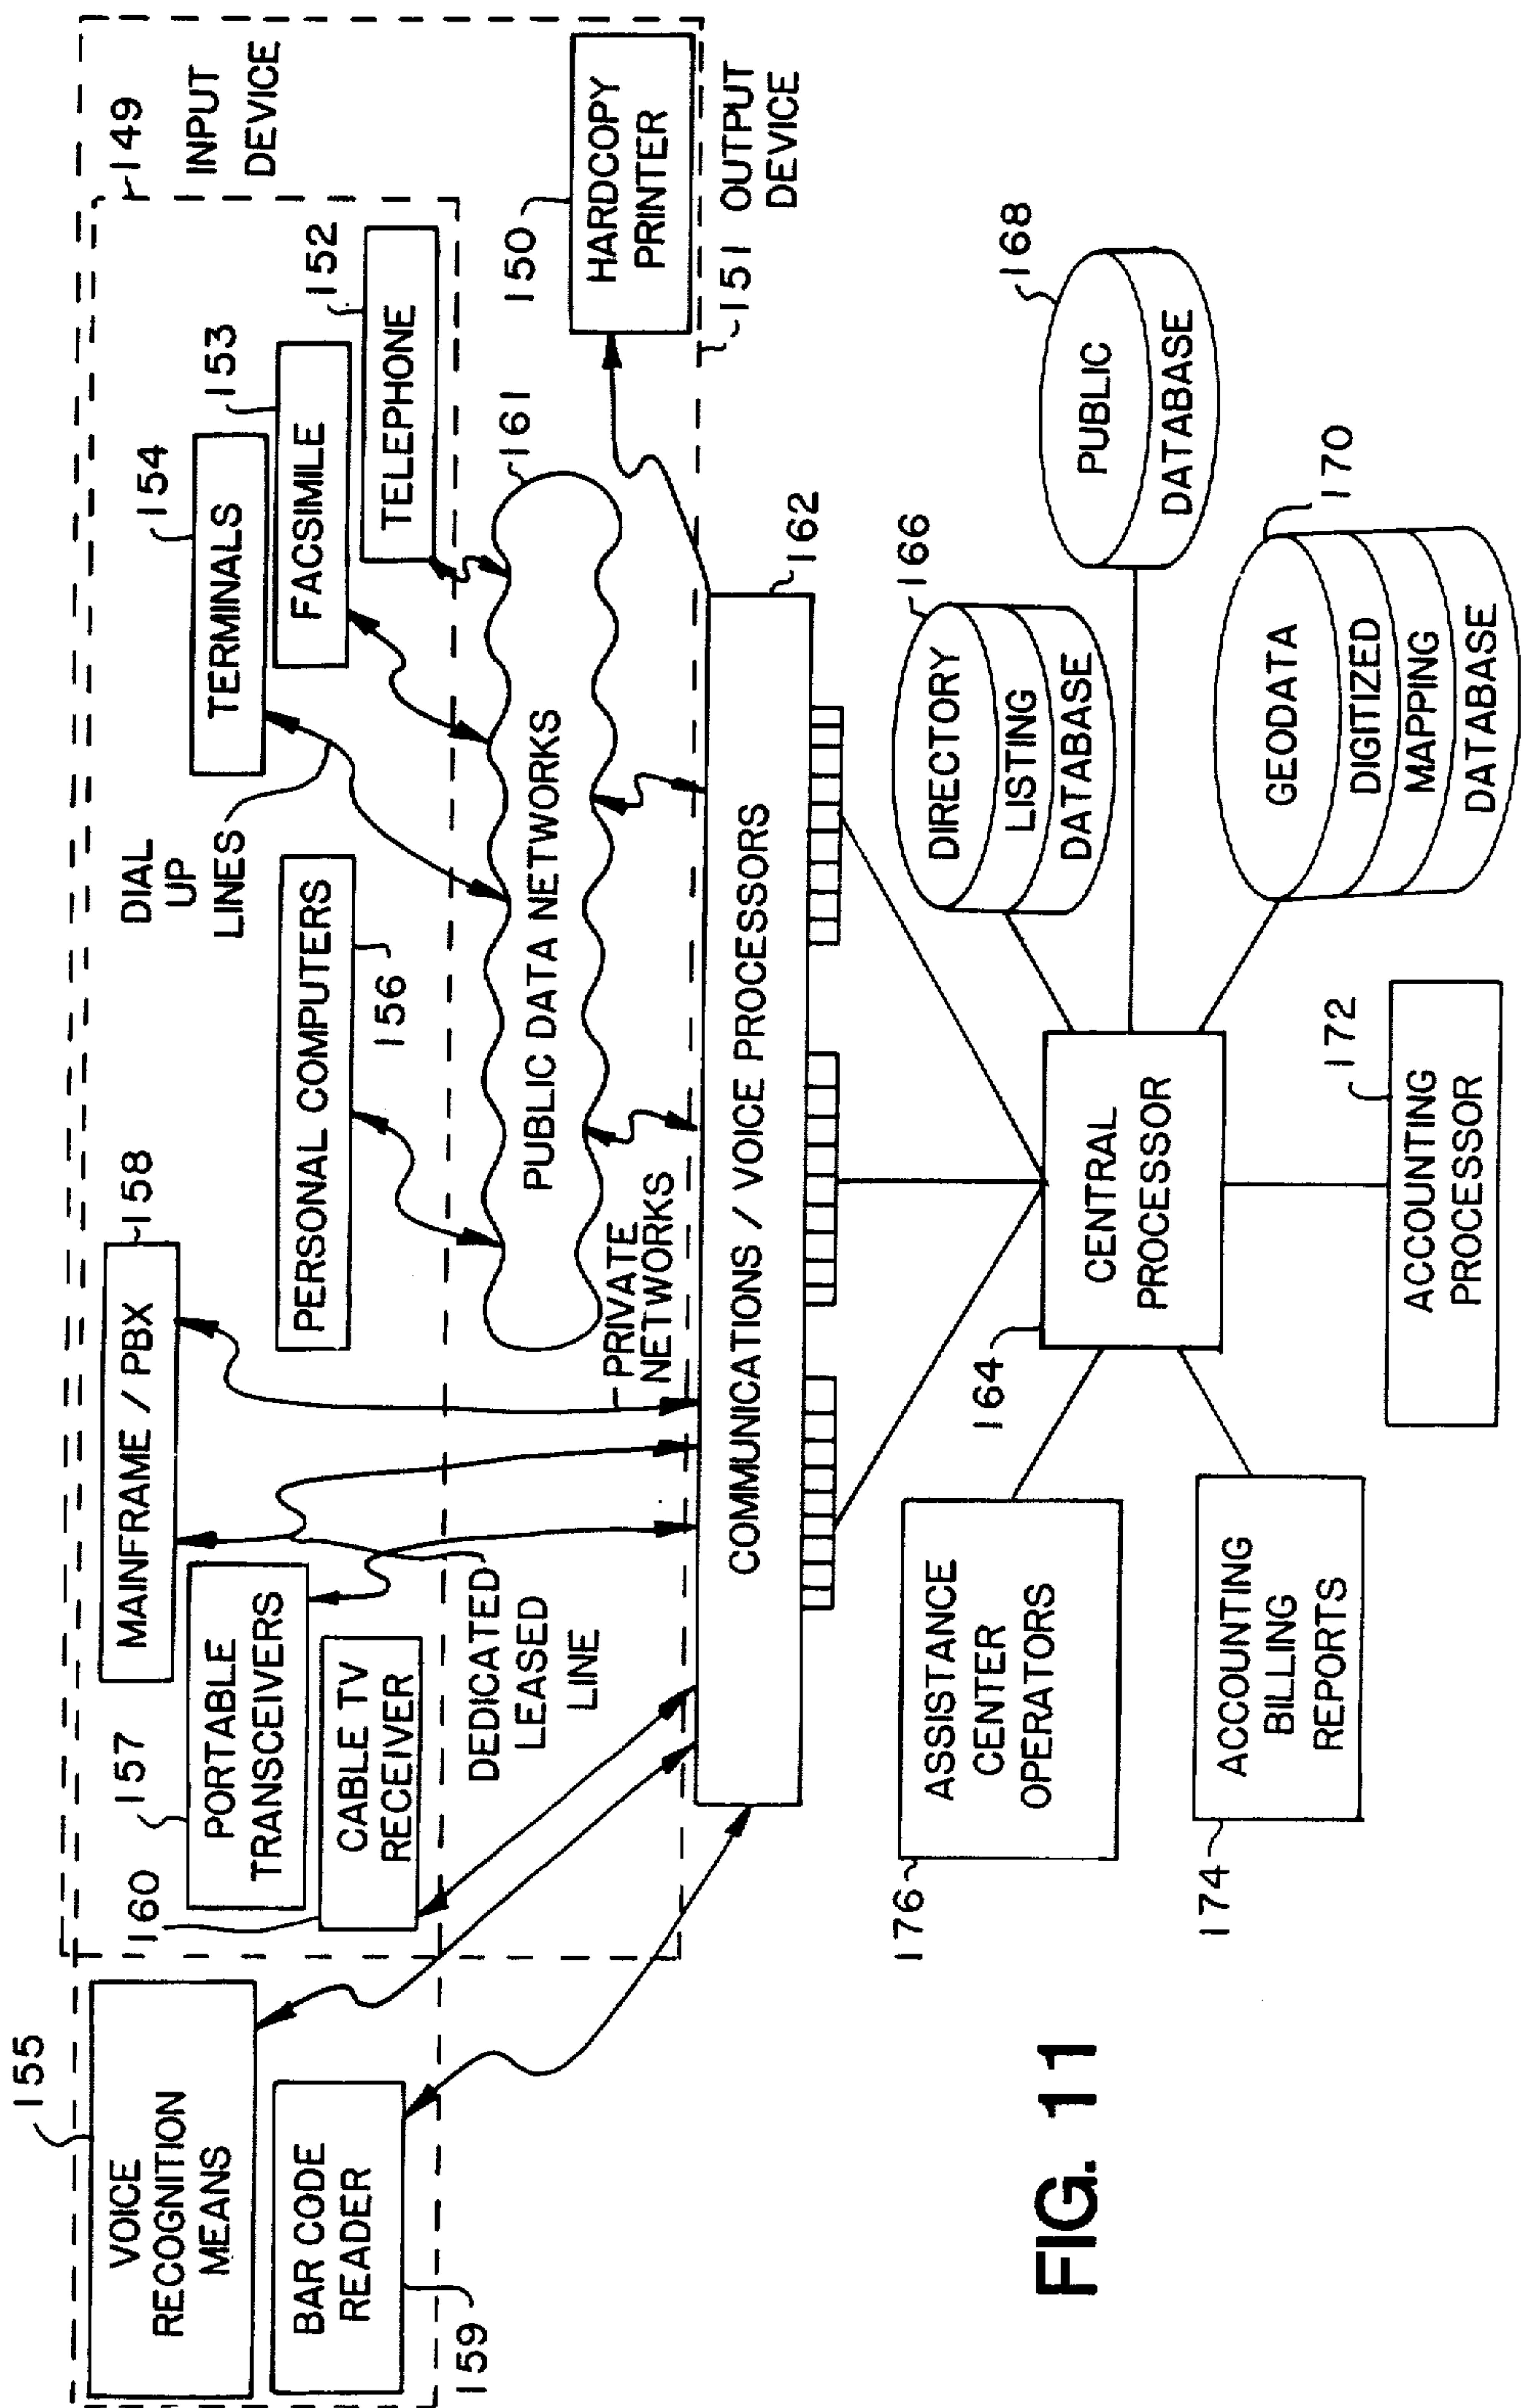 155
VOICE
RECOGNITION
MEANS
BAR CODE
READER
159
160
157
PORTABLE
TRANSCEIVERS
CABLE TV
RECEIVER
MAINFRAME / PBX
158
DEDICATED
LEASED
LINE
PERSONAL COMPUTERS
156
DIAL
UP
LINES
TERMINALS
154
FACSIMILE
153
TELEPHONE
152
149
INPUT
DEVICE
PUBLIC DATA NETWORKS
161
PRIVATE
NETWORKS
150
HARDCOPY
PRINTER
151 OUTPUT
DEVICE
COMMUNICATIONS / VOICE PROCESSORS
162
176
ASSISTANCE
CENTER
OPERATORS
174
ACCOUNTING
BILLING
REPORTS
164
CENTRAL
PROCESSOR
172
ACCOUNTING
PROCESSOR
DIRECTORY
LISTING
DATABASE
166
PUBLIC
DATABASE
168
GEODATA
DIGITIZED
MAPPING
DATABASE
170
FIG. 11